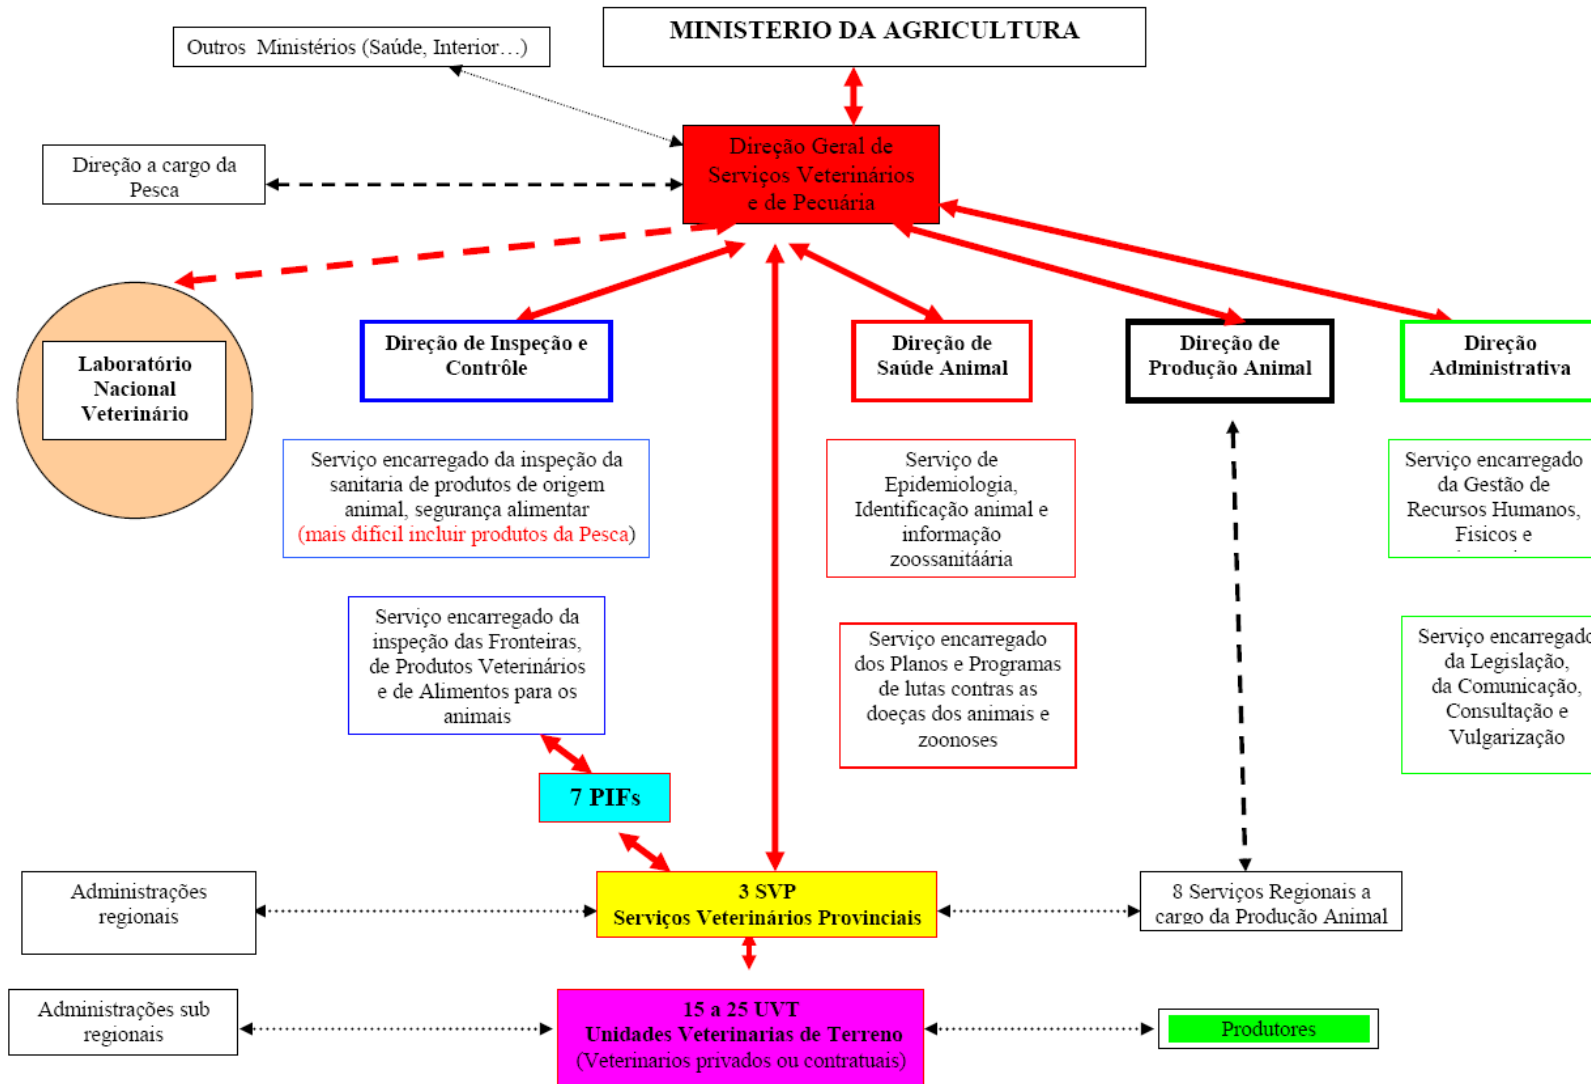 MINISTERIO DA AGRICULTURA
Outros Ministérios (Saúde, Interior…)
Direção Geral de
Serviços Veterinários
e de Pecuária
Direção a cargo da
Pesca
Laboratório
Nacional
Veterinário
Direção de Inspeção e
Contrôle
Direção de
Saúde Animal
Direção de
Produção Animal
Direção
Administrativa
Serviço encarregado da inspeção da
sanitaria de produtos de origem
animal, segurança alimentar
(mais difícil incluir produtos da Pesca)
Serviço de
Epidemiologia,
Identificação animal e
informação
zoossanitáária
Serviço encarregado
da Gestão de
Recursos Humanos,
Fisicos e
Serviço encarregado da
inspeção das Fronteiras,
de Produtos Veterinários
e de Alimentos para os
animais
Serviço encarregado
dos Planos e Programas
de lutas contras as
doeças dos animais e
zoonoses
Serviço encarregado
da Legislação,
da Comunicação,
Consultação e
Vulgarização
7 PIFs
Administrações
regionais
3 SVP
Serviços Veterinários Provinciais
8 Serviços Regionais a
cargo da Produção Animal
Administrações sub
regionais
15 a 25 UVT
Unidades Veterinarias de Terreno
(Veterinarios privados ou contratuais)
Produtores